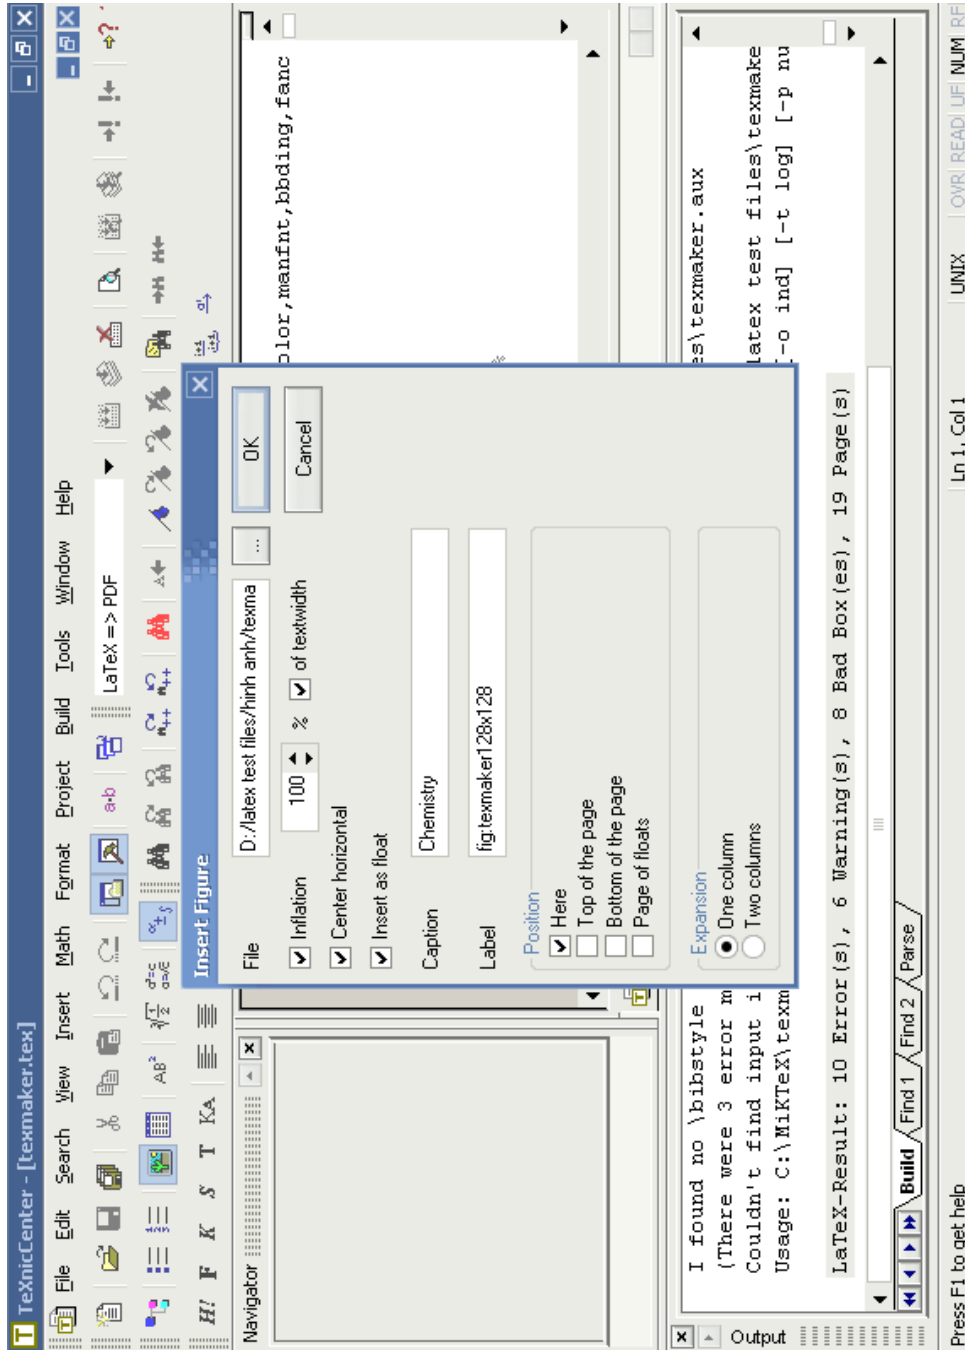 TeXnicCenter - [texmaker.tex]
File Edit Search View Insert Math Format Project Build Tools Window Help
a-b LaTeX => PDF
AB²
H! F K S T KA
Navigator
olor,manfnt,bbding,fanc
Insert Figure
File D:/latex test files/hinh anh/texma ... OK
Inflation 100 % of textwidth Cancel
Center horizontal
Insert as float
Caption Chemistry
Label fig:texmaker128x128
Position
Here
Top of the page
Bottom of the page
Page of floats
Expansion
One column
Two columns
I found no \bibstyle es\texmaker.aux
(There were 3 error m
Couldn't find input i latex test files\texmake
Usage: C:\MiKTeX\texm [-o ind] [-t log] [-p nu
LaTeX-Result: 10 Error(s), 6 Warning(s), 8 Bad Box(es), 19 Page(s)
Build Find 1 Find 2 Parse
Output
Press F1 to get help Ln 1, Col 1 UNIX OVR READ UF NUM RF